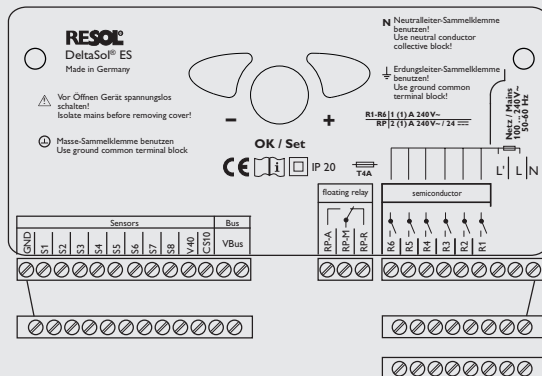 RESOL®
DeltaSol® ES
Made in Germany
Vor Öffnen Gerät spannungslos
schalten!
Isolate mains before removing cover!
Masse-Sammelklemme benutzen
Use ground common terminal block
N Neutralleiter-Sammelklemme
benutzen!
Use neutral conductor
collective block!
Erdungsleiter-Sammelklemme
benutzen!
Use ground common
terminal block!
R1-R6 1 (1) A 240V~
RP 2 (1) A 240V~ / 24
Netz / Mains
100 ... 240 V~
50-60 Hz
- +
OK / Set
CE i IP 20
T4A
L' L N
floating relay
semiconductor
RP-A RP-M RP-R
R6 R5 R4 R3 R2 R1
Sensors Bus
GND S1 S2 S3 S4 S5 S6 S7 S8 V40 CS10 VBus